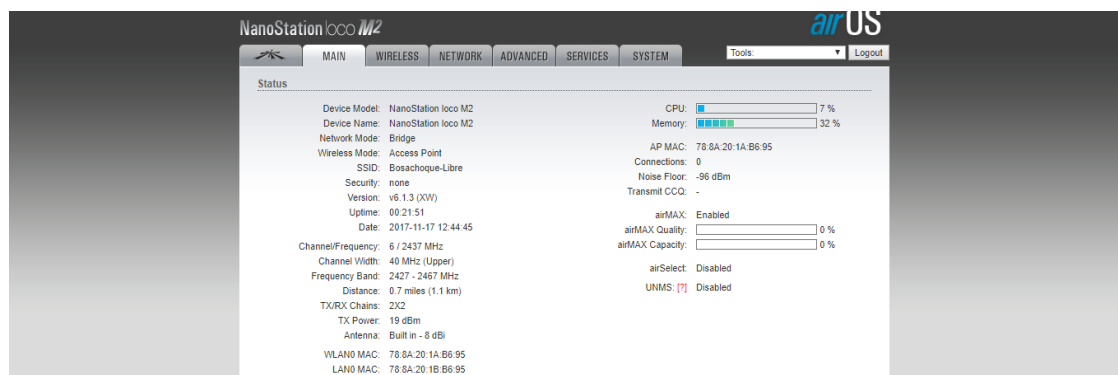 NanoStation loco M2
airOS
MAIN WIRELESS NETWORK ADVANCED SERVICES SYSTEM
Tools: Logout
Status
Device Model: NanoStation loco M2
Device Name: NanoStation loco M2
Network Mode: Bridge
Wireless Mode: Access Point
SSID: Bosachoque-Libre
Security: none
Version: v6.1.3 (XW)
Uptime: 00:21:51
Date: 2017-11-17 12:44:45
Channel/Frequency: 6 / 2437 MHz
Channel Width: 40 MHz (Upper)
Frequency Band: 2427 - 2467 MHz
Distance: 0.7 miles (1.1 km)
TX/RX Chains: 2X2
TX Power: 19 dBm
Antenna: Built in - 8 dBi
WLAN0 MAC: 78:8A:20:1A:B6:95
LAN0 MAC: 78:8A:20:1B:B6:95
CPU: 7 %
Memory: 32 %
AP MAC: 78:8A:20:1A:B6:95
Connections: 0
Noise Floor: -96 dBm
Transmit CCQ: -
airMAX: Enabled
airMAX Quality: 0 %
airMAX Capacity: 0 %
airSelect: Disabled
UNMS: [?] Disabled